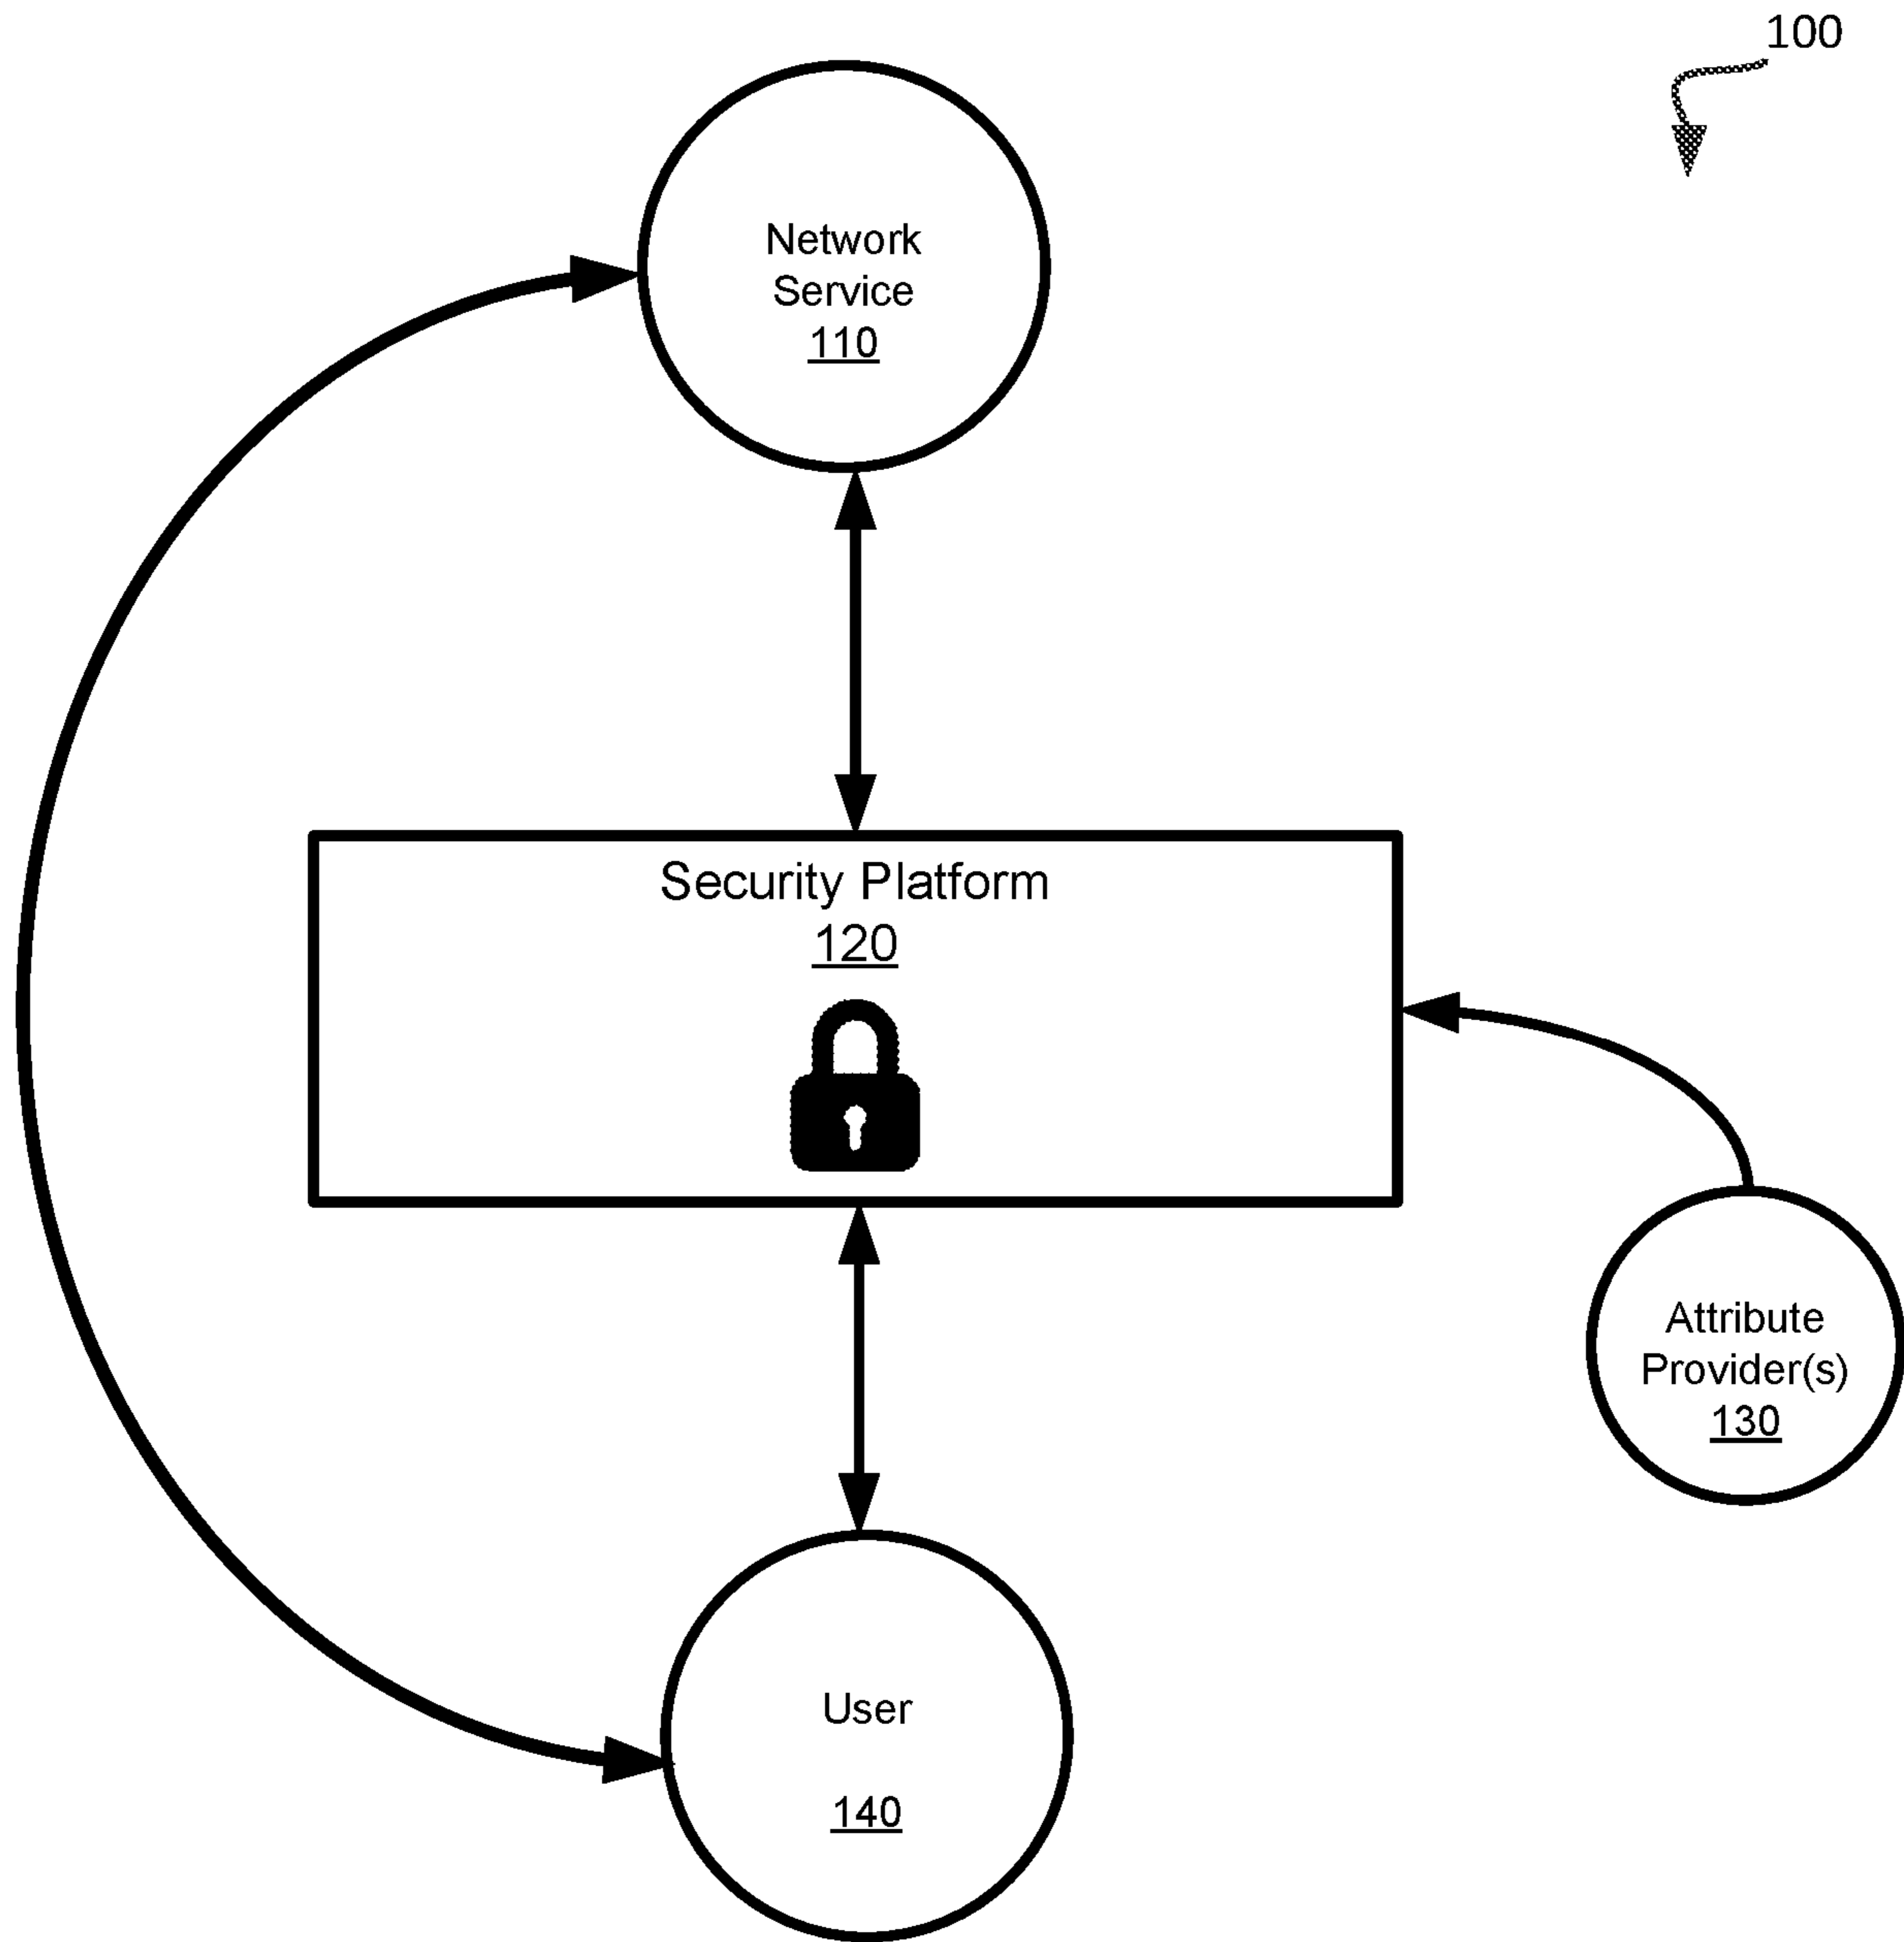 100
Network
Service
110
Security Platform
120
Attribute
Provider(s)
130
User
140